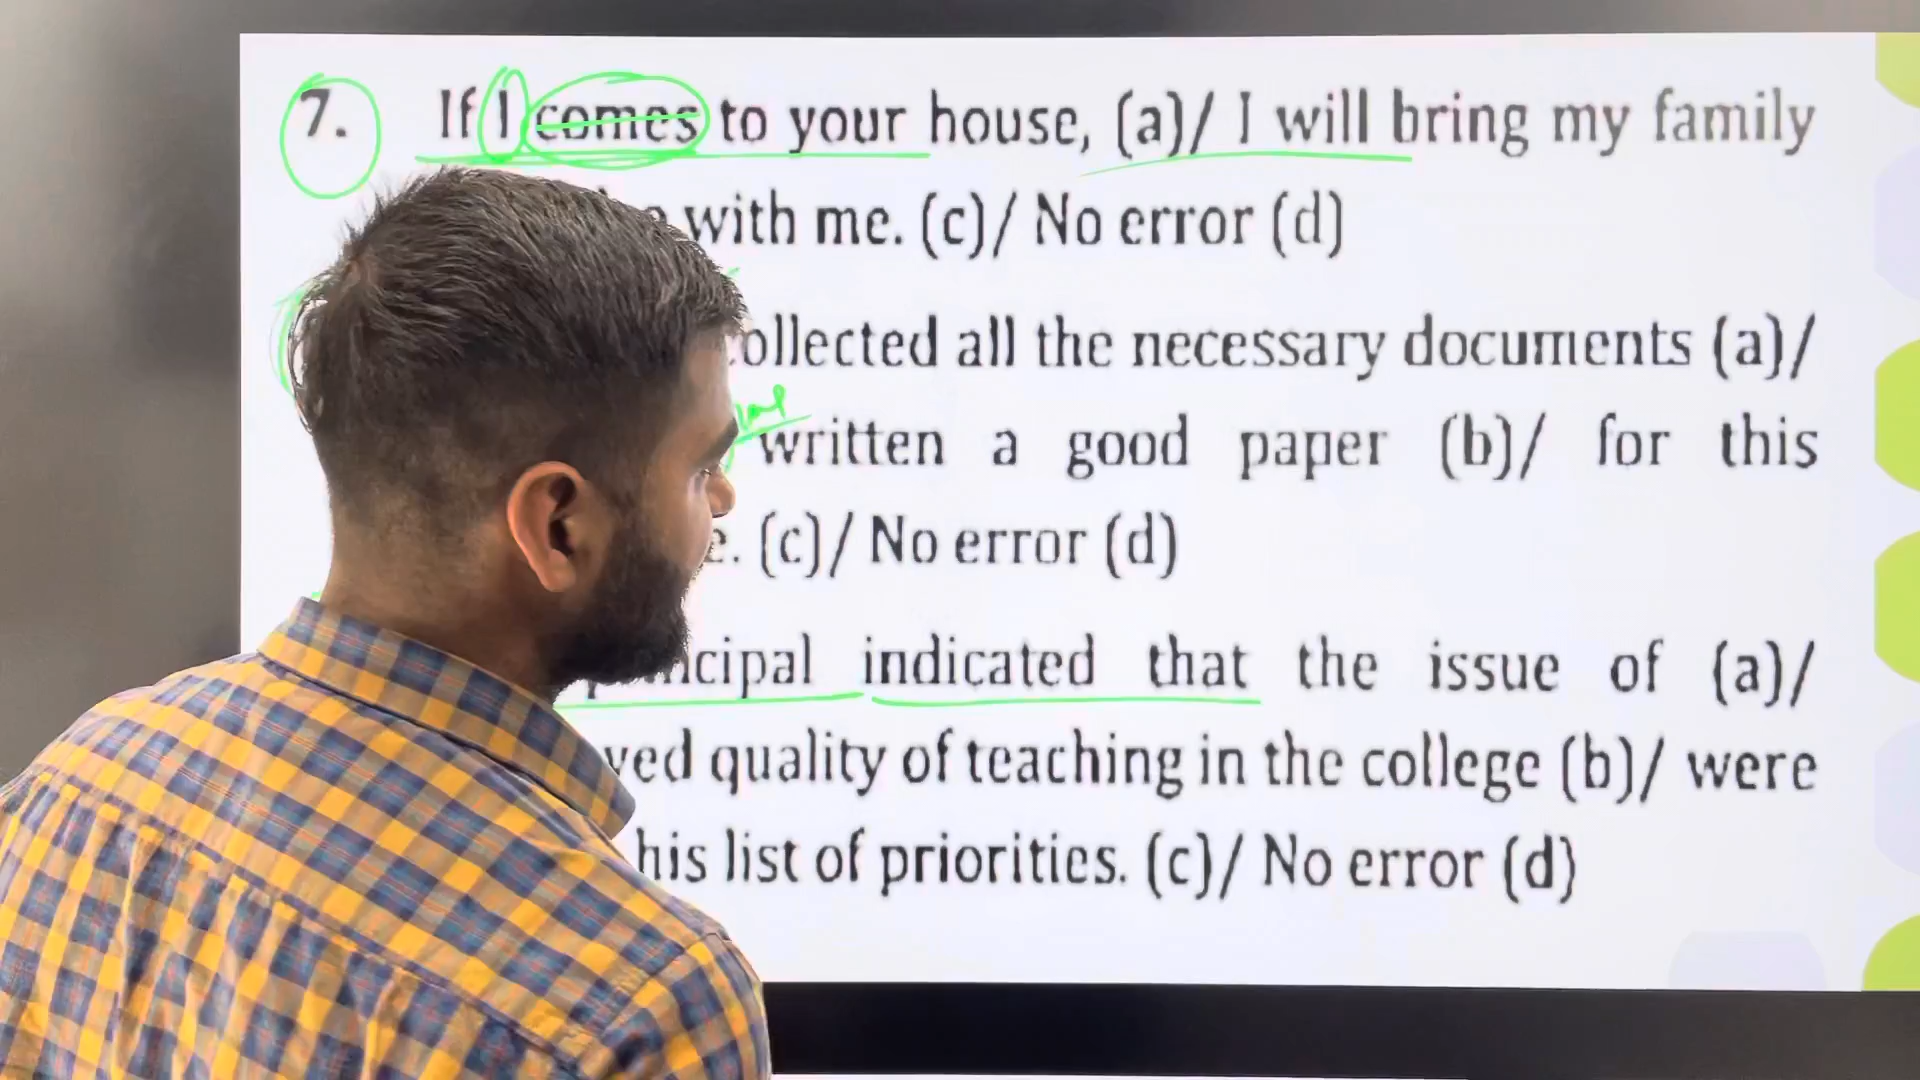 7. If I comes to your house, (a)/ I will bring my family
with me. (c)/ No error (d)
collected all the necessary documents (a)/
written a good paper (b)/ for this
(c)/ No error (d)
principal indicated that the issue of (a)/
quality of teaching in the college (b)/ were
his list of priorities. (c)/ No error (d)